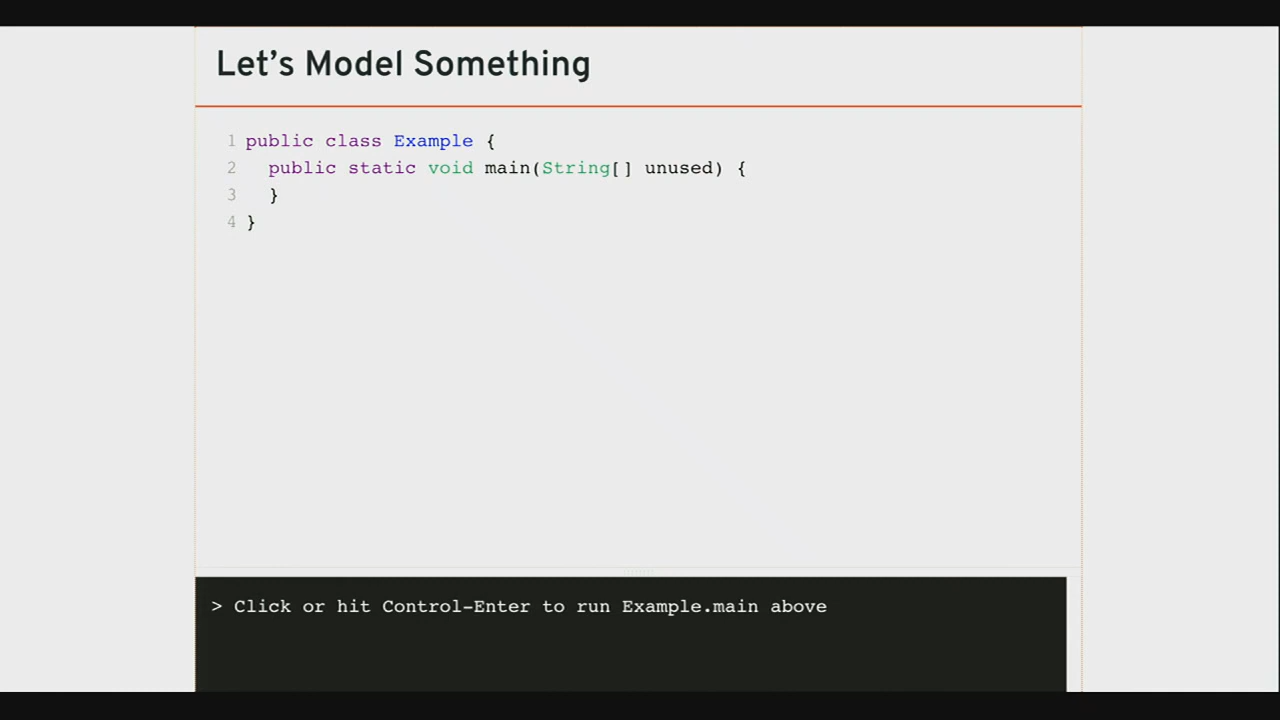 Let's Model Something
1 public class Example {
2 public static void main(String[] unused) {
3 }
4 }
> Click or hit Control-Enter to run Example.main above